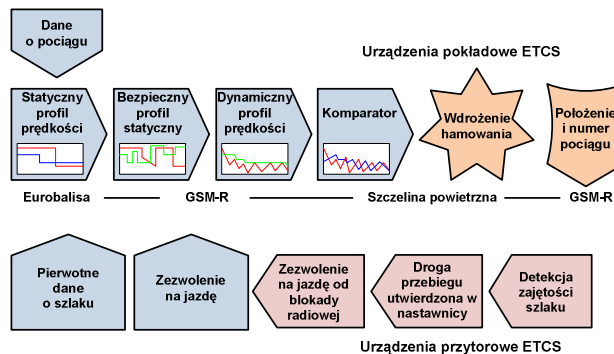 Dane
o pociągu
Urządzenia pokładowe ETCS
Statyczny
profil
prędkości
Bezpieczny
profil
statyczny
Dynamiczny
profil
prędkości
Komparator
Wdrożenie
hamowania
Położenie
i numer
pociągu
Eurobalisa
GSM-R
Szczelina powietrzna
GSM-R
Pierwotne
dane
o szlaku
Zezwolenie
na jazdę
Zezwolenie
na jazdę od
blokady
radiowej
Droga
przebiegu
utwierdzona w
nastawnicy
Detekcja
zajętości
szlaku
Urządzenia przytorowe ETCS